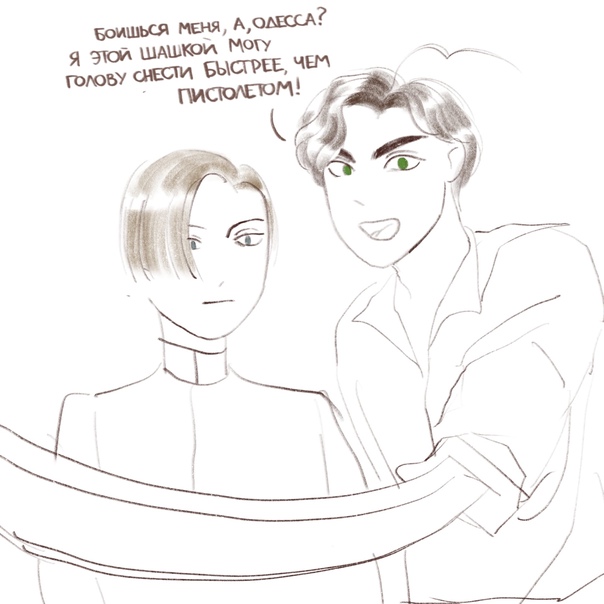 БОИШЬСЯ МЕНЯ, А, ОДЕССА?
Я ЭТОЙ ШАШКОЙ МОГУ
ГОЛОВУ СНЕСТИ БЫСТРЕЕ, ЧЕМ
ПИСТОЛЕТОМ!